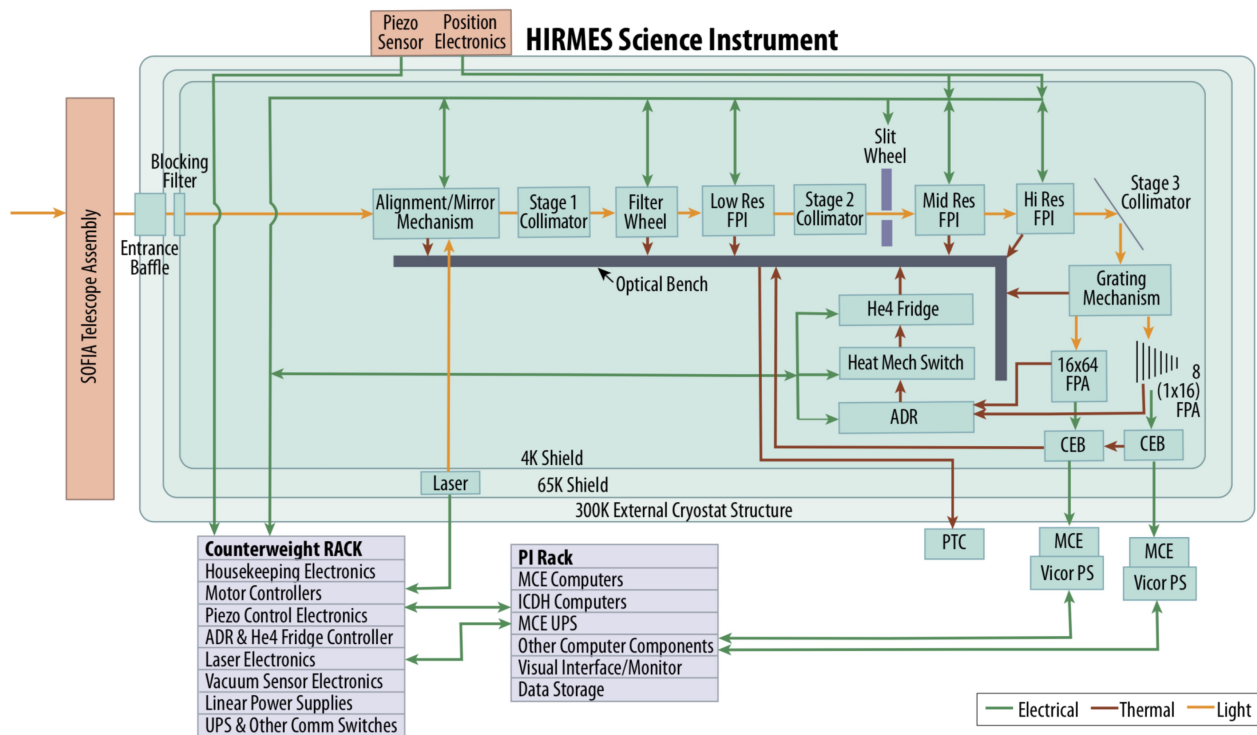 Piezo Sensor
Position Electronics
HIRMES Science Instrument
SOFIA Telescope Assembly
Blocking
Filter
Entrance
Baffle
Alignment/Mirror
Mechanism
Stage 1
Collimator
Filter
Wheel
Low Res
FPI
Stage 2
Collimator
Slit
Wheel
Mid Res
FPI
Hi Res
FPI
Stage 3
Collimator
Optical Bench
Grating
Mechanism
He4 Fridge
Heat Mech Switch
ADR
16x64
FPA
8
(1x16)
FPA
CEB
CEB
4K Shield
Laser
65K Shield
300K External Cryostat Structure
PTC
MCE
Vicor PS
MCE
Vicor PS
Counterweight RACK
Housekeeping Electronics
Motor Controllers
Piezo Control Electronics
ADR & He4 Fridge Controller
Laser Electronics
Vacuum Sensor Electronics
Linear Power Supplies
UPS & Other Comm Switches
PI Rack
MCE Computers
ICDH Computers
MCE UPS
Other Computer Components
Visual Interface/Monitor
Data Storage
Electrical
Thermal
Light